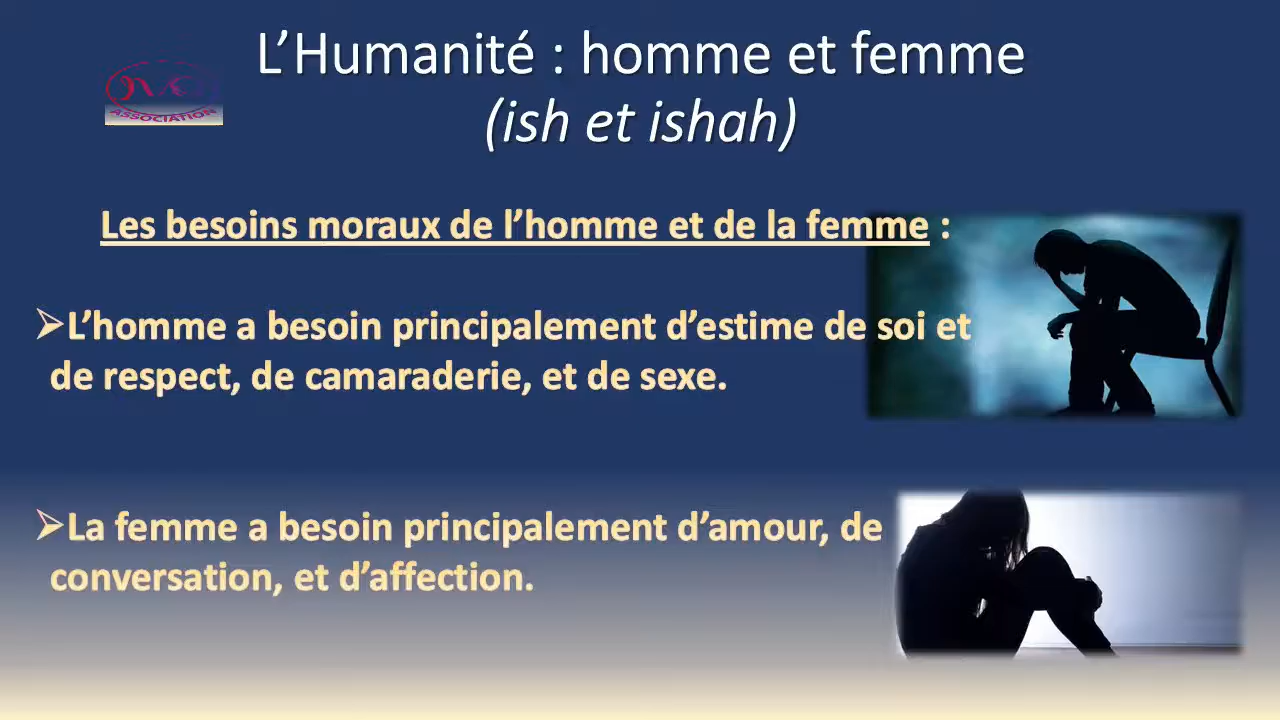 L’Humanité : homme et femme
(ish et ishah)
ASSOCIATION
Les besoins moraux de l’homme et de la femme :
➢L’homme a besoin principalement d’estime de soi et
de respect, de camaraderie, et de sexe.
➢La femme a besoin principalement d’amour, de
conversation, et d’affection.